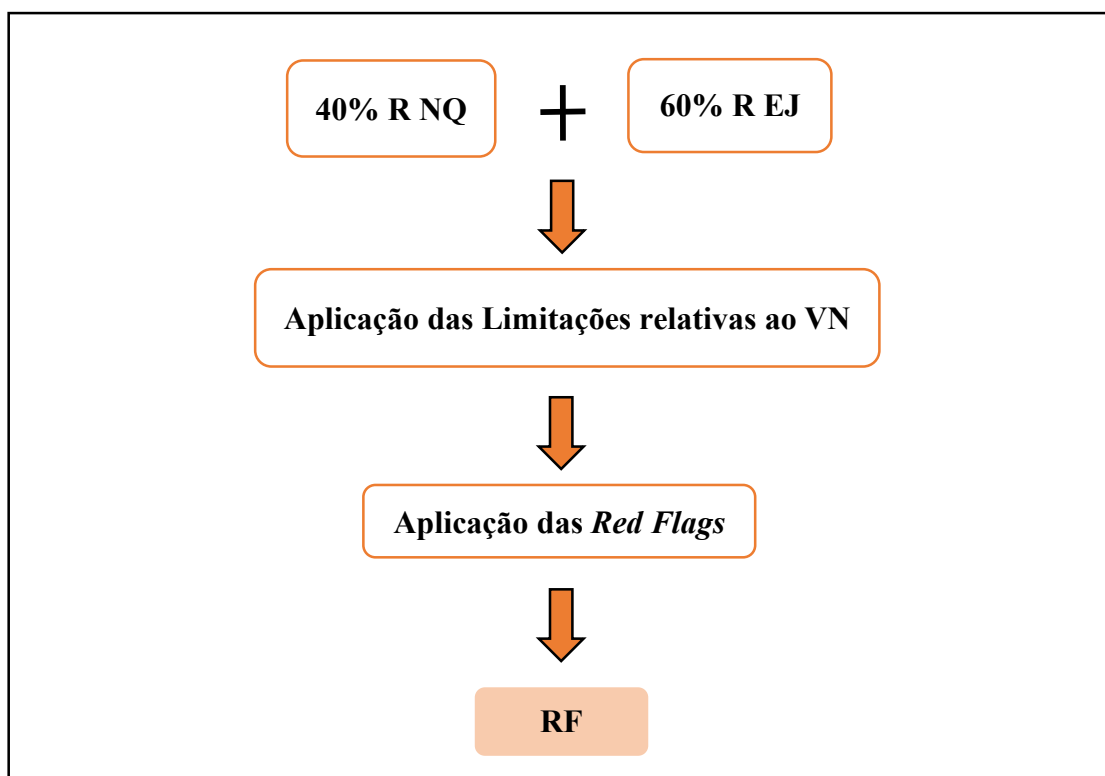 40% R NQ + 60% R EJ
Aplicação das Limitações relativas ao VN
Aplicação das Red Flags
RF